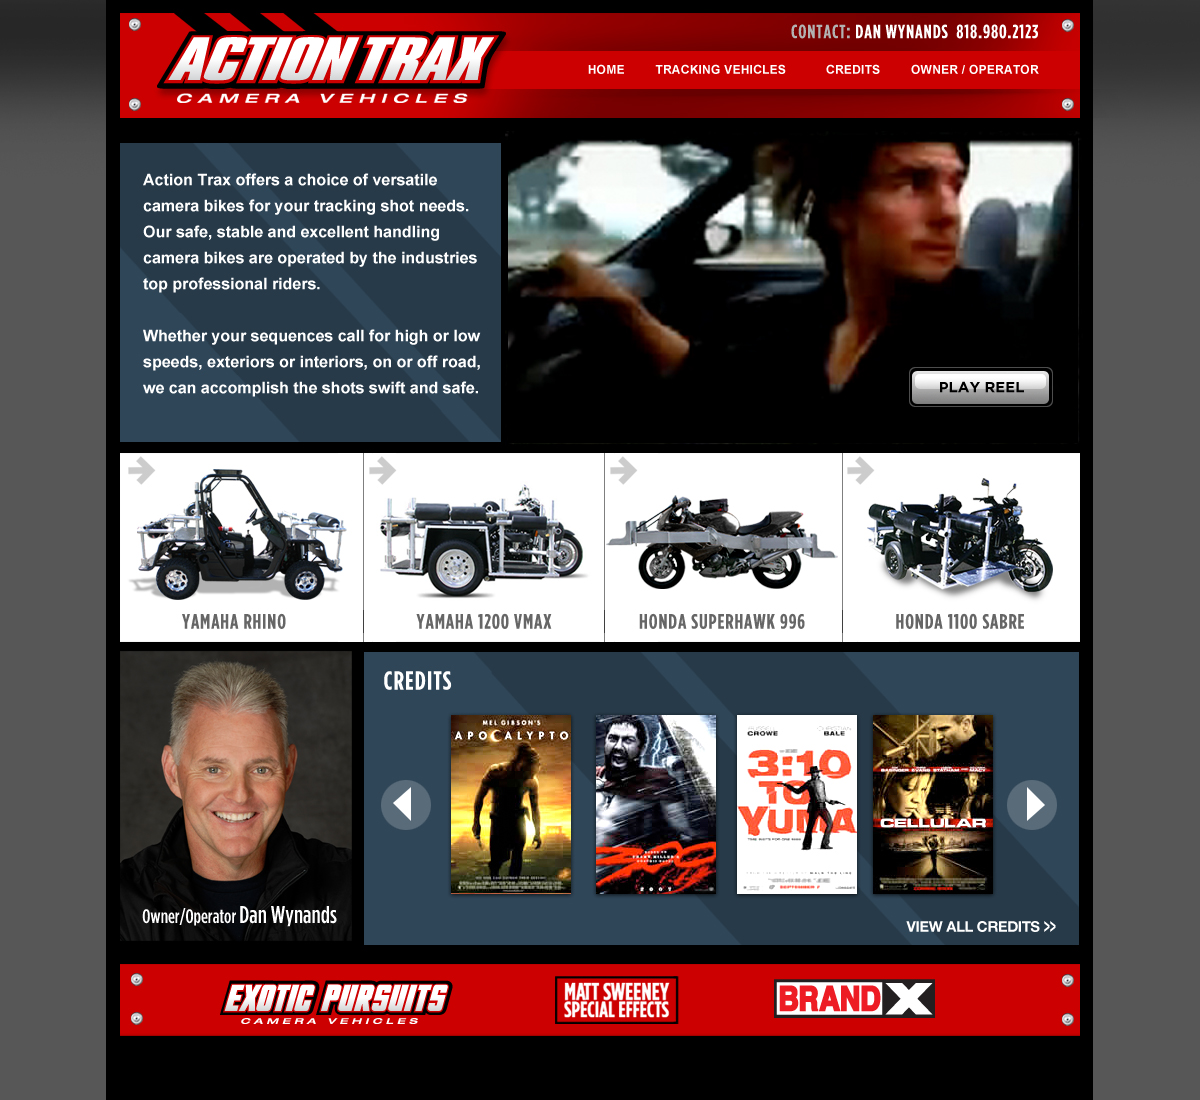 CONTACT: DAN WYNANDS 818.980.2123
ACTION TRAX
CAMERA VEHICLES
HOME TRACKING VEHICLES CREDITS OWNER / OPERATOR
Action Trax offers a choice of versatile
camera bikes for your tracking shot needs.
Our safe, stable and excellent handling
camera bikes are operated by the industries
top professional riders.
Whether your sequences call for high or low
speeds, exteriors or interiors, on or off road,
we can accomplish the shots swift and safe.
PLAY REEL
YAMAHA RHINO
YAMAHA 1200 VMAX
HONDA SUPERHAWK 996
HONDA 1100 SABRE
Owner/Operator Dan Wynands
CREDITS
MEL GIBSON'S
APOCALYPTO
300
2007
CROWE BALE
3:10
TO
YUMA
SEPTEMBER 7
CELLULAR
VIEW ALL CREDITS >>
EXOTIC PURSUITS
CAMERA VEHICLES
MATT SWEENEY
SPECIAL EFFECTS
BRAND X